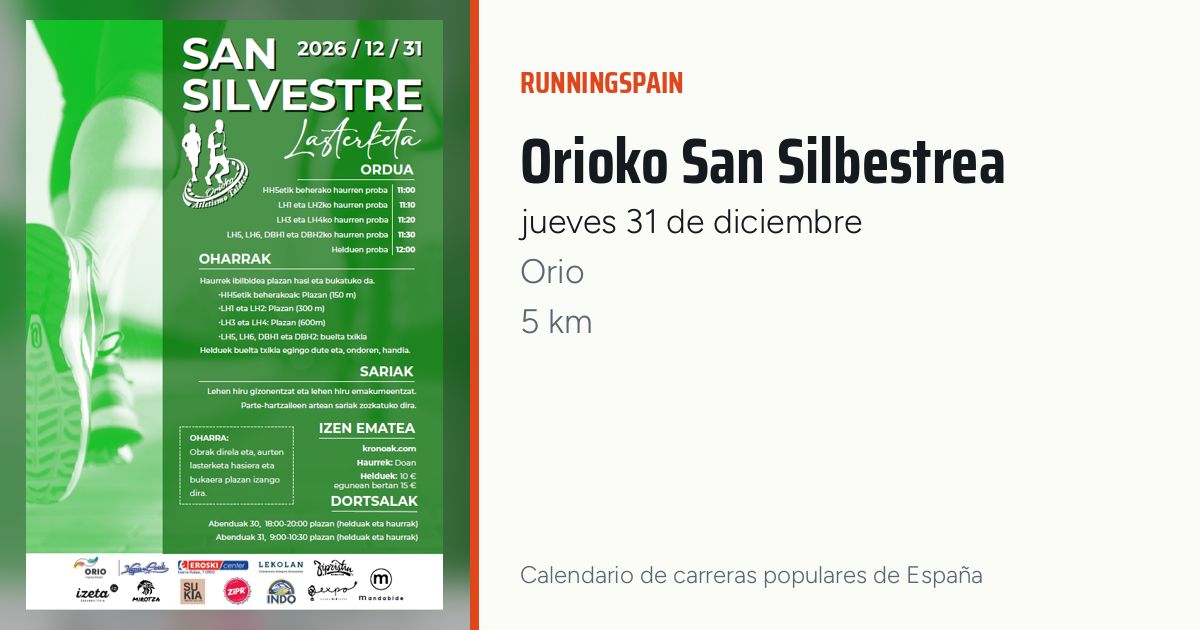 SAN
2026 / 12 / 31
SILVESTRE
Lasterketa
ORDUA
HH5etik beherako haurren proba 11:00
LH1 eta LH2ko haurren proba 11:10
LH3 eta LH4ko haurren proba 11:20
LH5, LH6, DBH1 eta DBH2ko haurren proba 11:30
Helduen proba 12:00
OHARRAK
Haurrek ibilbidea plazan hasi eta bukatuko da.
·HH5etik beherakoak: Plazan (150 m)
·LH1 eta LH2: Plazan (300 m)
·LH3 eta LH4: Plazan (600m)
·LH5, LH6, DBH1 eta DBH2: buelta txikia
Helduek buelta txikia egingo dute eta, ondoren, handia.
SARIAK
Lehen hiru gizonentzat eta lehen hiru emakumeentzat.
Parte-hartzaileen artean sariak zozkatuko dira.
OHARRA:
Obrak direla eta, aurten
lasterketa hasiera eta
bukaera plazan izango
dira.
IZEN EMATEA
kronoak.com
Haurrek: Doan
Helduek: 10 €
egunean bertan 15 €
DORTSALAK
Abenduak 30, 18:00-20:00 plazan (helduak eta haurrak)
Abenduak 31, 9:00-10:30 plazan (helduak eta haurrak)
ORIO
EROSKI center
LEKOLAN
izeta
MIROTZA
SU
KIA
ZIPR
INDO
expo
m
mandabide
RUNNINGSPAIN
Orioko San Silbestrea
jueves 31 de diciembre
Orio
5 km
Calendario de carreras populares de España